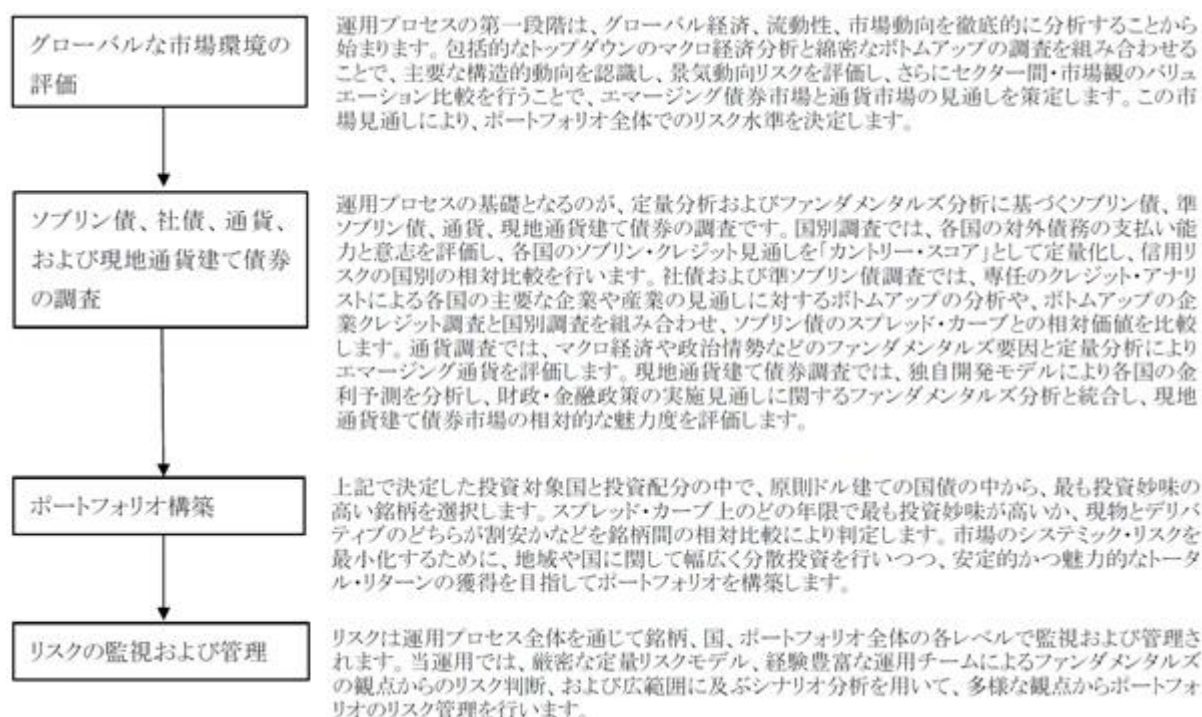 グローバルな市場環境の
評価
運用プロセスの第一段階は、グローバル経済、流動性、市場動向を徹底的に分析することから
始まります。包括的なトップダウンのマクロ経済分析と綿密なボトムアップの調査を組み合わせる
ことで、主要な構造的動向を認識し、景気動向リスクを評価し、さらにセクター間・市場観のバリュ
エーション比較を行うことで、エマージング債券市場と通貨市場の見通しを策定します。この市
場見通しにより、ポートフォリオ全体でのリスク水準を決定します。
ソブリン債、社債、通貨、
および現地通貨建て債券
の調査
運用プロセスの基礎となるのが、定量分析およびファンダメンタルズ分析に基づくソブリン債、準
ソブリン債、通貨、現地通貨建て債券の調査です。国別調査では、各国の対外債務の支払い能
力と意志を評価し、各国のソブリン・クレジット見通しを「カントリー・スコア」として定量化し、信用リ
スクの国別の相対比較を行います。社債および準ソブリン債調査では、専任のクレジット・アナリ
ストによる各国の主要な企業や産業の見通しに対するボトムアップの分析や、ボトムアップの企
業クレジット調査と国別調査を組み合わせ、ソブリン債のスプレッド・カーブとの相対価値を比較
します。通貨調査では、マクロ経済や政治情勢などのファンダメンタルズ要因と定量分析により
エマージング通貨を評価します。現地通貨建て債券調査では、独自開発モデルにより各国の金
利予測を分析し、財政・金融政策の実施見通しに関するファンダメンタルズ分析と統合し、現地
通貨建て債券市場の相対的な魅力度を評価します。
ポートフォリオ構築
上記で決定した投資対象国と投資配分の中で、原則ドル建ての国債の中から、最も投資妙味の
高い銘柄を選択します。スプレッド・カーブ上のどの年限で最も投資妙味が高いか、現物とデリバ
ティブのどちらが割安かなどを銘柄間の相対比較により判定します。市場のシステミック・リスクを
最小化するために、地域や国に関して幅広く分散投資を行いつつ、安定的かつ魅力的なトータ
ル・リターンの獲得を目指してポートフォリオを構築します。
リスクの監視および管理
リスクは運用プロセス全体を通じて銘柄、国、ポートフォリオ全体の各レベルで監視および管理さ
れます。当運用では、厳密な定量リスクモデル、経験豊富な運用チームによるファンダメンタルズ
の観点からのリスク判断、および広範囲に及ぶシナリオ分析を用いて、多様な観点からポートフォ
リオのリスク管理を行います。